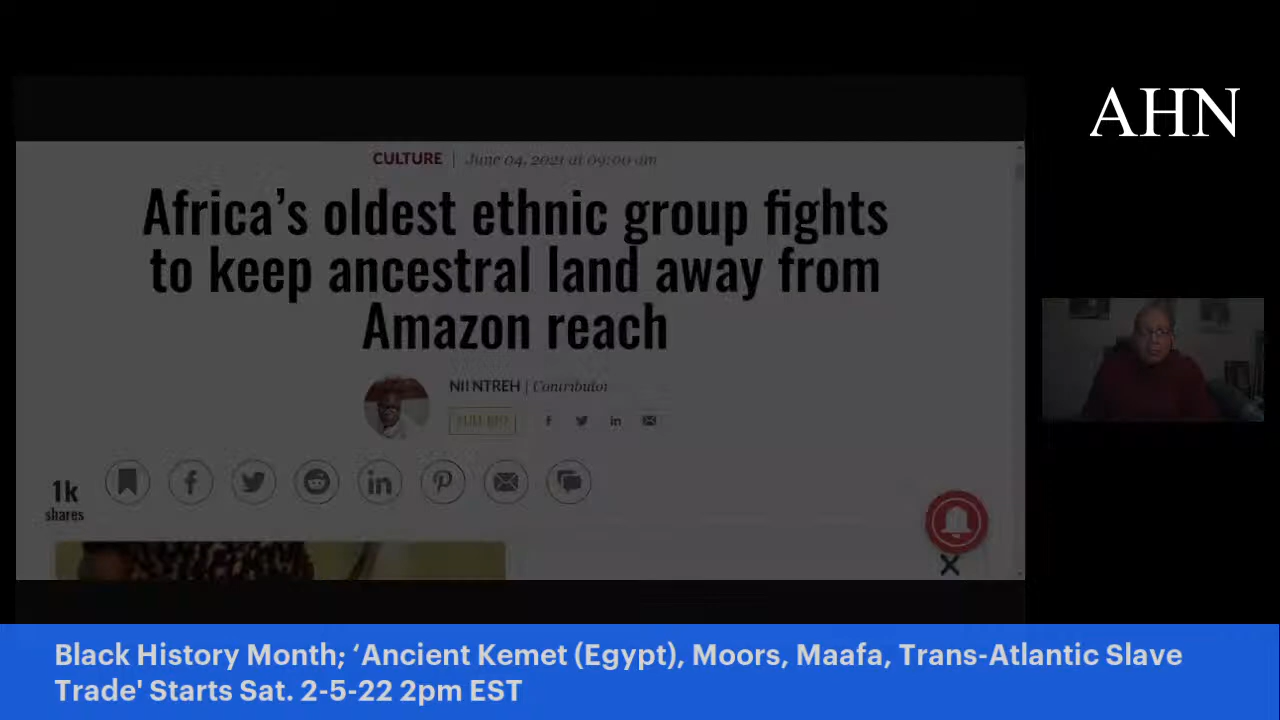 AHN
CULTURE | June 04, 2021 at 09:00 am
Africa's oldest ethnic group fights
to keep ancestral land away from
Amazon reach
NII NTREH | Contributor
FULL BIO
1k
shares
Black History Month; ‘Ancient Kemet (Egypt), Moors, Maafa, Trans-Atlantic Slave
Trade' Starts Sat. 2-5-22 2pm EST